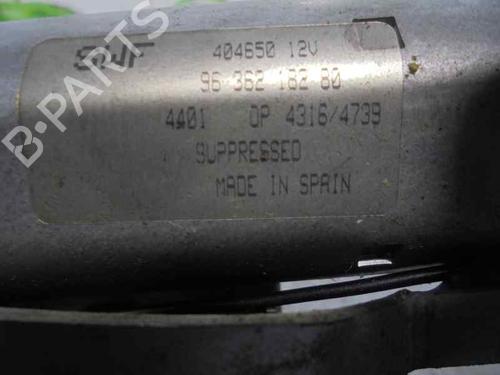 SWF 404650 12V
96 362 182 80
4401 OP 4316/4739
SUPPRESSED
MADE IN SPAIN
B-PARTS